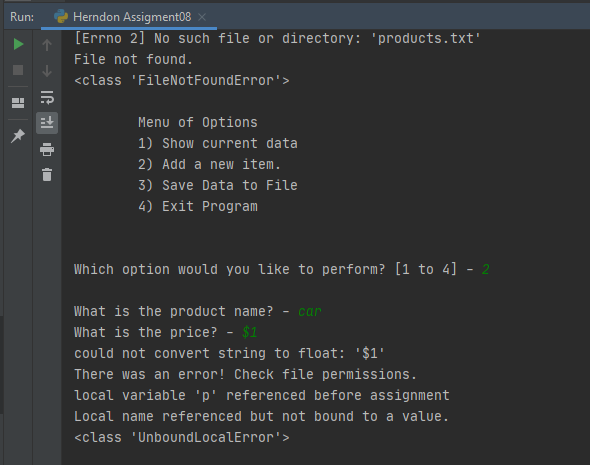 Run: Herndon Assigment08
[Errno 2] No such file or directory: 'products.txt'
File not found.
<class 'FileNotFoundError'>
Menu of Options
1) Show current data
2) Add a new item.
3) Save Data to File
4) Exit Program
Which option would you like to perform? [1 to 4] - 2
What is the product name? - car
What is the price? - $1
could not convert string to float: '$1'
There was an error! Check file permissions.
local variable 'p' referenced before assignment
Local name referenced but not bound to a value.
<class 'UnboundLocalError'>